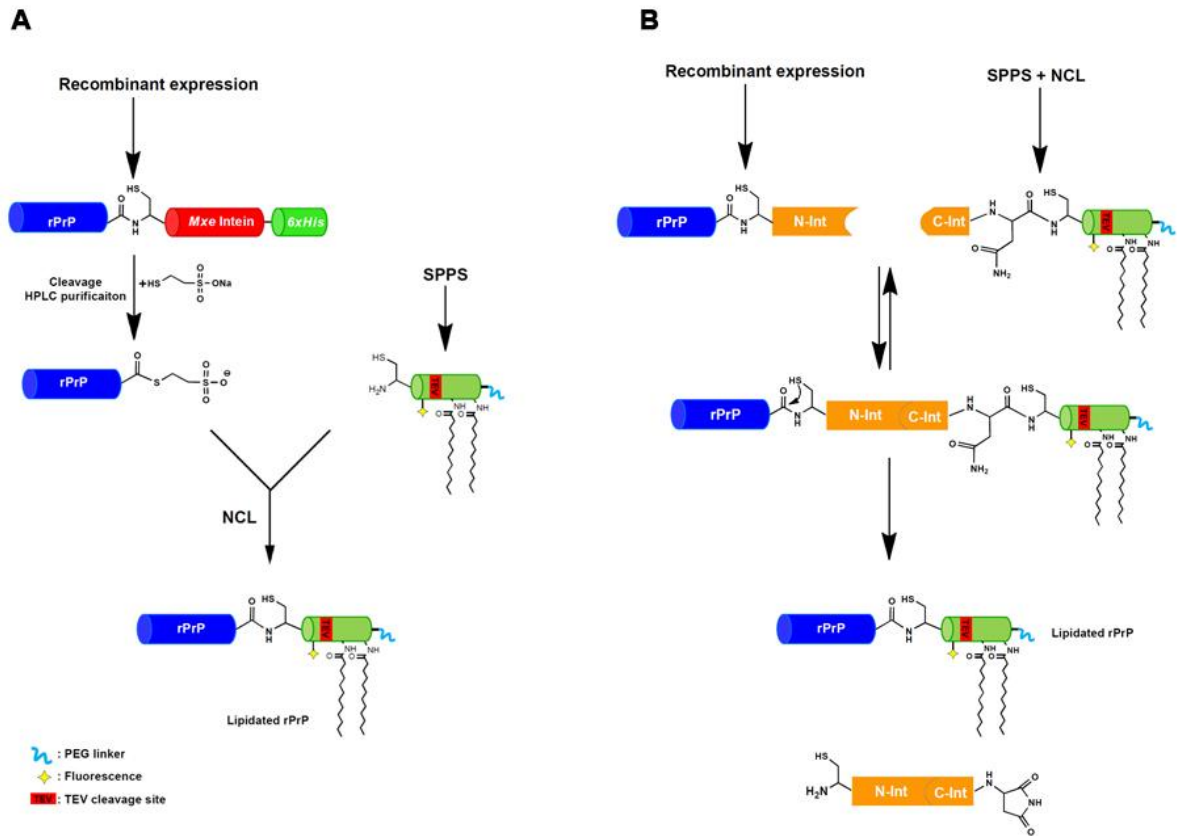 A
Recombinant expression
HS
O
rPrP
N
H
Mxe Intein
6xHis
Cleavage
HPLC purificaiton
+HS
O
S
ONa
O
SPPS
rPrP
O
S
O
S
O
O
⊖
HS
H2N
TEV
O
NH
O
NH
NCL
HS
O
rPrP
N
H
TEV
O
NH
O
NH
Lipidated rPrP
: PEG linker
: Fluorescence
TEV : TEV cleavage site
B
Recombinant expression
SPPS + NCL
HS
O
rPrP
N
H
N-Int
C-Int
H
N
O
N
H
HS
TEV
O
NH2
O
NH
O
NH
rPrP
O
HS
N
H
N-Int
C-Int
H
N
O
N
H
HS
TEV
O
NH2
O
NH
O
NH
HS
O
rPrP
N
H
TEV
O
NH
O
NH
Lipidated rPrP
HS
H2N
N-Int
C-Int
H
N
O
NH
O